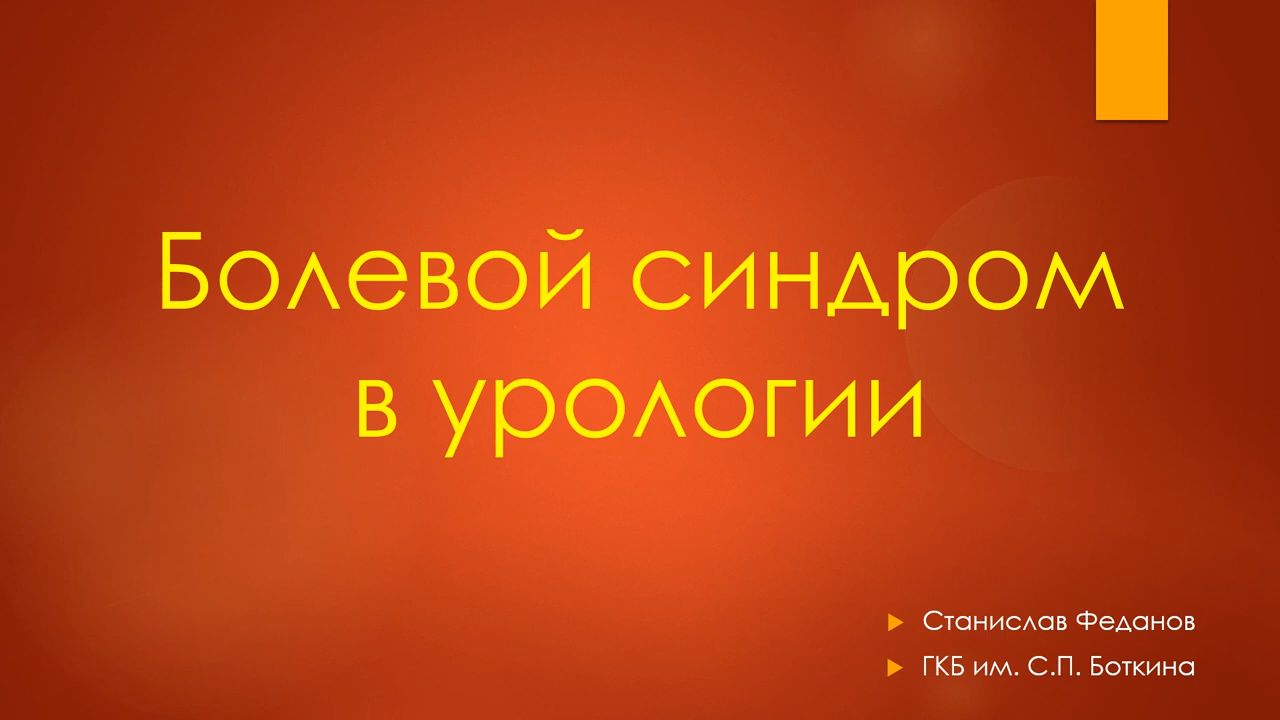 Болевой синдром
в урологии
Станислав Феданов
ГКБ им. С.П. Боткина